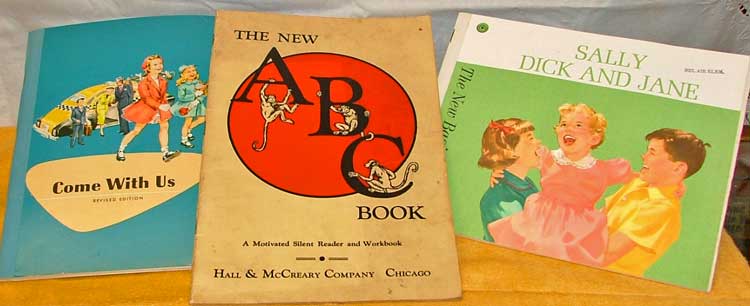 Come With Us
REVISED EDITION
THE NEW
ABC
BOOK
A Motivated Silent Reader and Workbook
HALL & MCCREARY COMPANY CHICAGO
SALLY
DICK AND JANE
The New